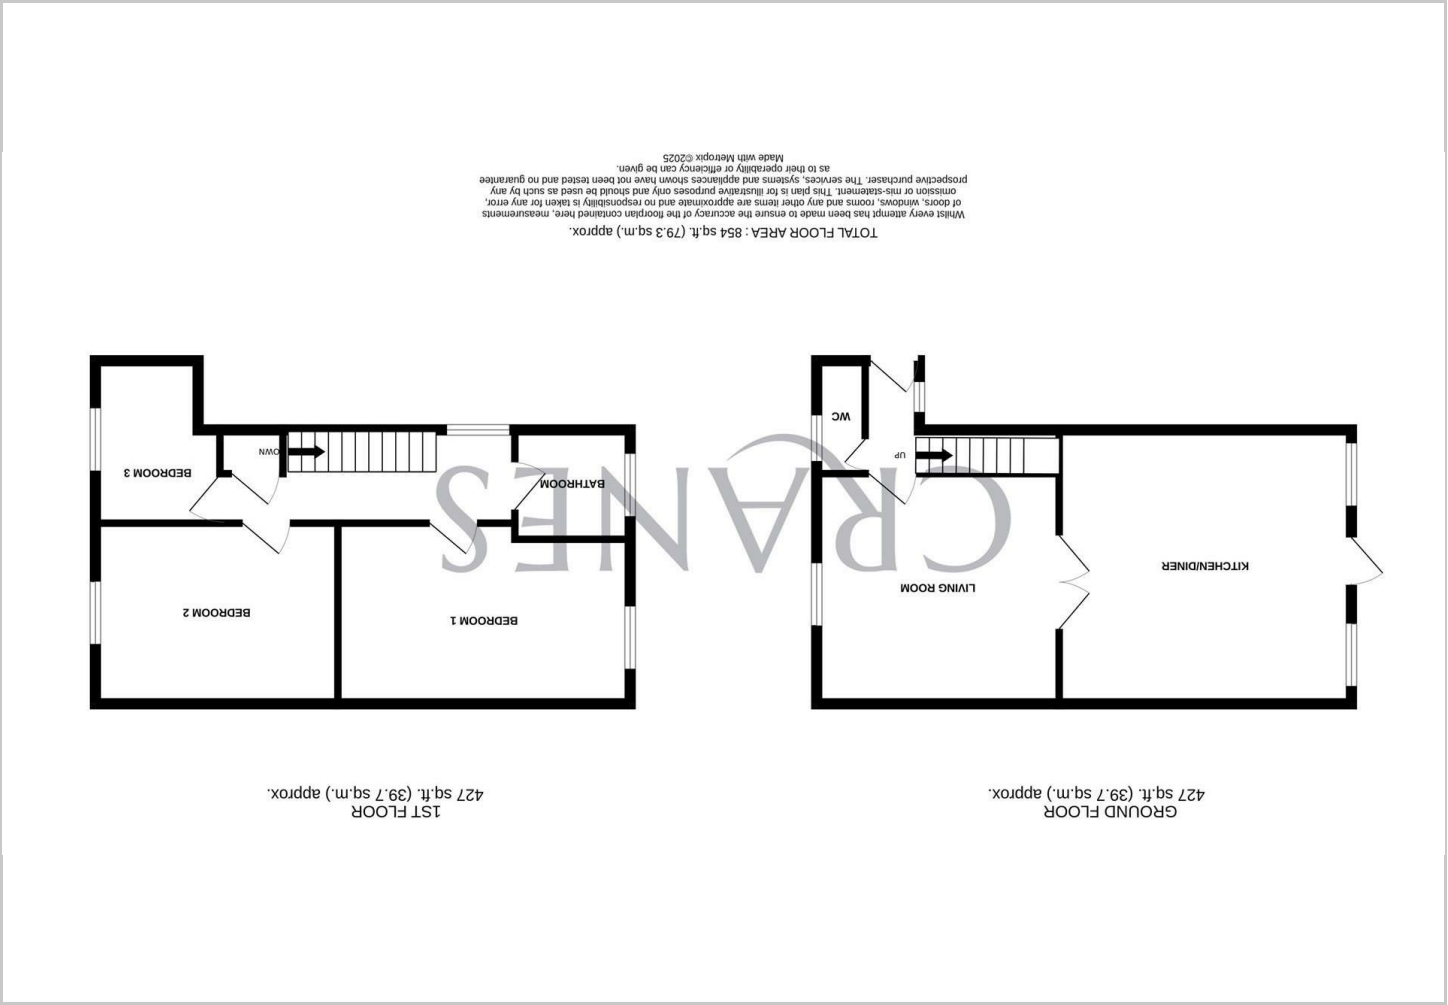 GROUND FLOOR
427 sq.ft. (39.7 sq.m.) approx.
1ST FLOOR
427 sq.ft. (39.7 sq.m.) approx.
KITCHEN/DINER
LIVING ROOM
UP
WC
BEDROOM 1
BEDROOM 2
BATHROOM
BEDROOM 3
OWN
CRANES
TOTAL FLOOR AREA : 854 sq.ft. (79.3 sq.m.) approx.
Whilst every attempt has been made to ensure the accuracy of the floorplan contained here, measurements
of doors, windows, rooms and any other items are approximate and no responsibility is taken for any error,
omission or mis-statement. This plan is for illustrative purposes only and should be used as such by any
prospective purchaser. The services, systems and appliances shown have not been tested and no guarantee
as to their operability or efficiency can be given.
Made with Metropix ©2025